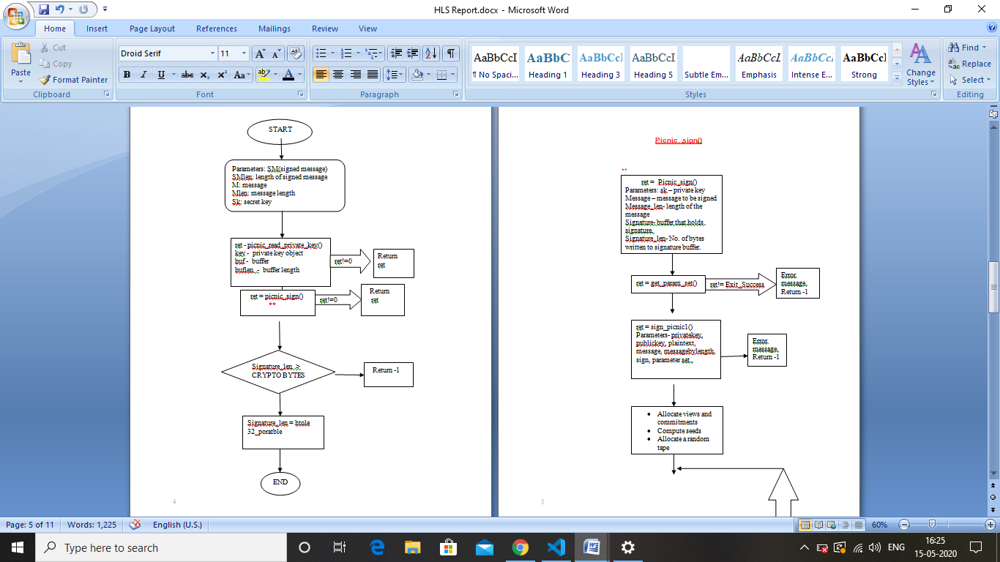 HLS Report.docx - Microsoft Word
Home Insert Page Layout References Mailings Review View
Paste
Cut
Copy
Format Painter
Clipboard
Droid Serif 11
B I U abc x₂ x² Aa
Font
Paragraph
AaBbCcI
¶ No Spaci...
AaBbC
Heading 1
AaBbCcI
Heading 3
AaBbCcI
Heading 5
Subtle Em...
AaBbCcI
Emphasis
AaBbCcI
Intense E...
AaBbCcI
Strong
Change
Styles
Styles
Find
Replace
Select
Editing
START
Parameters: SM(signed message)
SMlen: length of signed message
M: message
Mlen: message length
Sk: secret key
ret - picnic_read_private_key()
key - private key object
buf - buffer
buflen - buffer length
ret!=0
Return
ret
ret = picnic_sign()
**
ret!=0
Return
ret
Signature_len >
CRYPTO BYTES
Return -1
Signature_len = htole
32_poratble
END
4
Picnic_sign()
**
ret = Picnic_sign()
Parameters: sk – private key
Message – message to be signed
Message_len- length of the
message
Signature- buffer that holds
signature.
Signature_len- No. of bytes
written to signature buffer.
ret = get_param_set()
ret!= Exit_Success
Error
message.
Return -1
ret = sign_picnic1()
Parameters- privatekey,
publickey, plaintext,
message, messagebylength,
sign, parameter set.
Error
message.
Return -1
• Allocate views and
commitments
• Compute seeds
• Allocate a random
tape
5
Page: 5 of 11 Words: 1,225 English (U.S.) 60%
Type here to search
ENG
16:25
15-05-2020